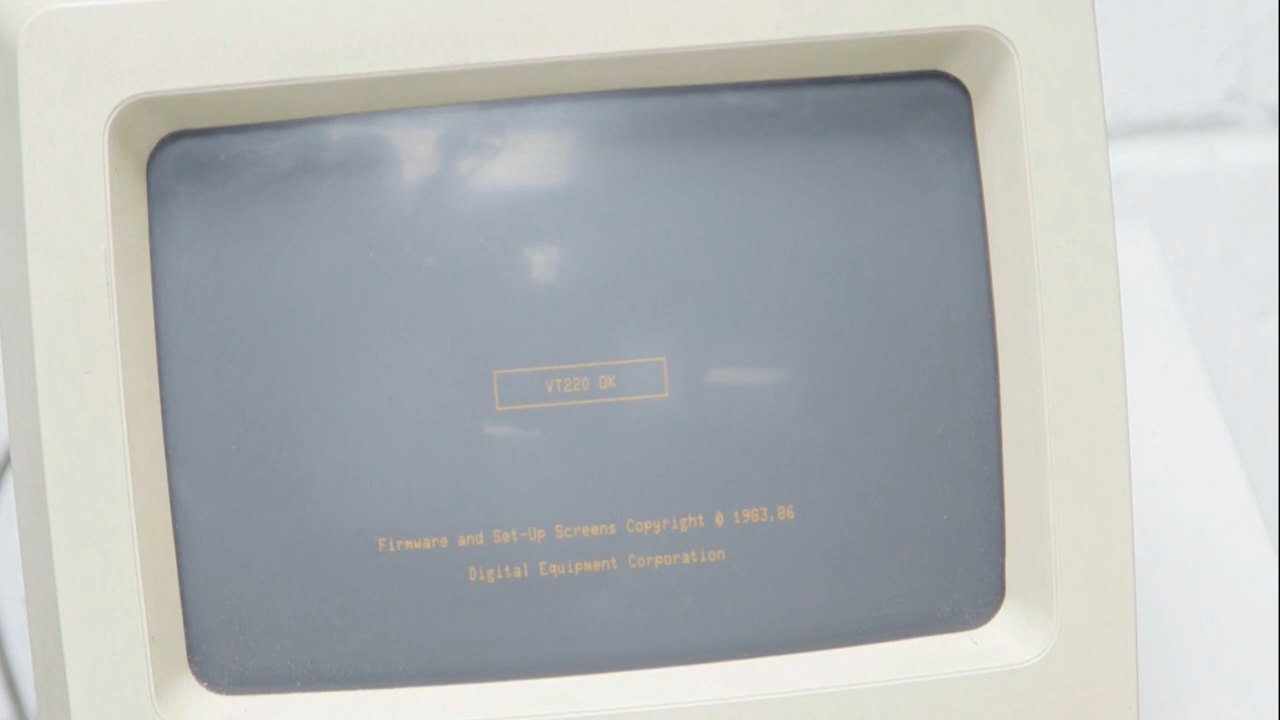 VT220 OK
Firmware and Set-Up Screens Copyright © 1983,86
Digital Equipment Corporation